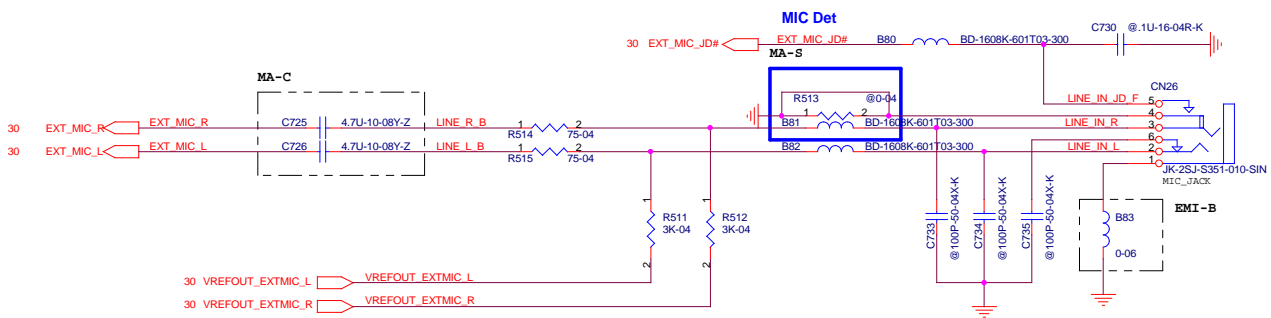 MIC Det
30 EXT_MIC_JD# EXT_MIC_JD# B80 BD-1608K-601T03-300 C730 @.1U-16-04R-K
MA-S
MA-C
CN26
R513 1 2 @0-04
LINE_IN_JD_F 5
4
30 EXT_MIC_R EXT_MIC_R C725 4.7U-10-08Y-Z LINE_R_B 1 2 B81 BD-1608K-601T03-300 LINE_IN_R 3
R514 75-04
6
30 EXT_MIC_L EXT_MIC_L C726 4.7U-10-08Y-Z LINE_L_B 1 2 B82 BD-1608K-601T03-300 LINE_IN_L 2
R515 75-04
1
JK-2SJ-S351-010-SIN
MIC_JACK
1 R511 3K-04 2
1 R512 3K-04 2
C733 @100P-50-04X-K
C734 @100P-50-04X-K
C735 @100P-50-04X-K
EMI-B
B83
0-06
30 VREFOUT_EXTMIC_L VREFOUT_EXTMIC_L
30 VREFOUT_EXTMIC_R VREFOUT_EXTMIC_R